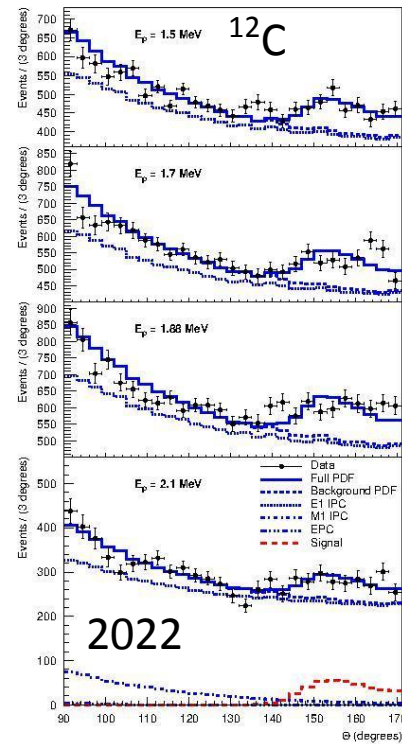 ¹²C
E_p = 1.5 MeV
Events / (3 degrees)
700
650
600
550
500
450
400
E_p = 1.7 MeV
Events / (3 degrees)
850
800
750
700
650
600
550
500
450
E_p = 1.88 MeV
Events / (3 degrees)
900
850
800
750
700
650
600
550
500
E_p = 2.1 MeV
Data
Full PDF
Background PDF
E1 IPC
M1 IPC
EPC
Signal
Events / (3 degrees)
500
400
300
200
100
0
2022
90 100 110 120 130 140 150 160 170
Θ (degrees)